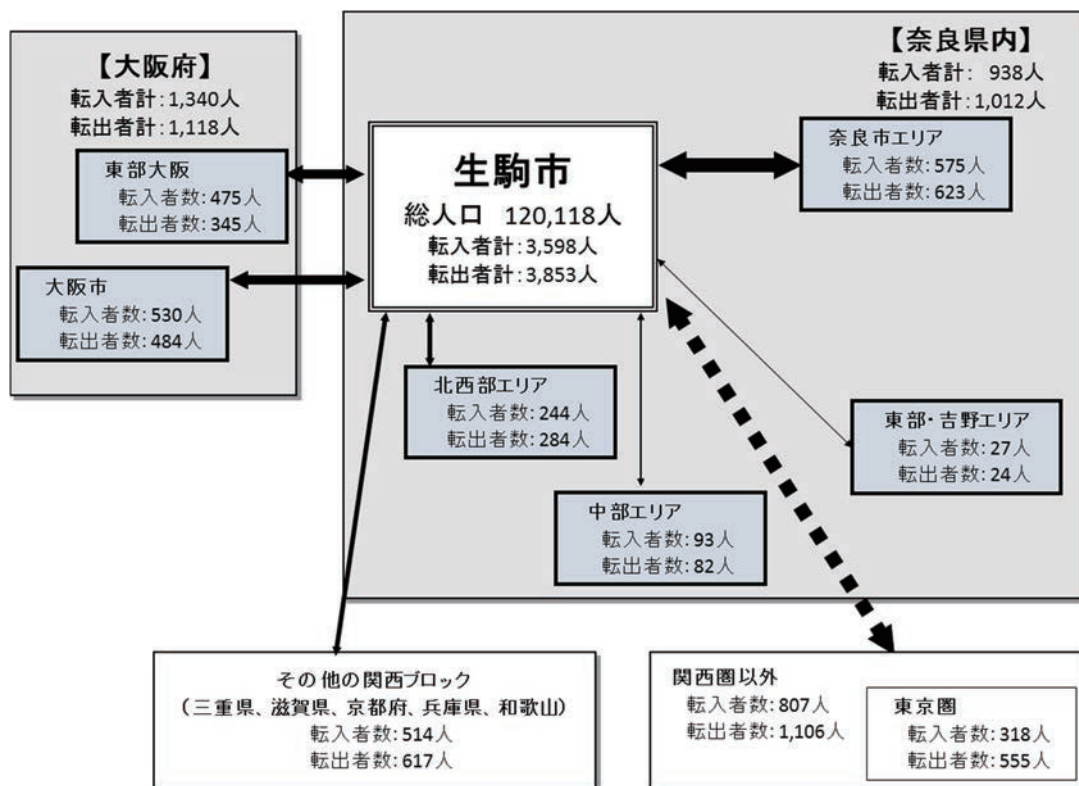 【大阪府】
転入者計:1,340人
転出者計:1,118人
東部大阪
転入者数:475人
転出者数:345人
大阪市
転入者数:530人
転出者数:484人
生駒市
総人口 120,118人
転入者計:3,598人
転出者計:3,853人
【奈良県内】
転入者計: 938人
転出者計:1,012人
奈良市エリア
転入者数:575人
転出者数:623人
北西部エリア
転入者数:244人
転出者数:284人
中部エリア
転入者数:93人
転出者数:82人
東部・吉野エリア
転入者数:27人
転出者数:24人
その他の関西ブロック
(三重県、滋賀県、京都府、兵庫県、和歌山)
転入者数:514人
転出者数:617人
関西圏以外
転入者数:807人
転出者数:1,106人
東京圏
転入者数:318人
転出者数:555人